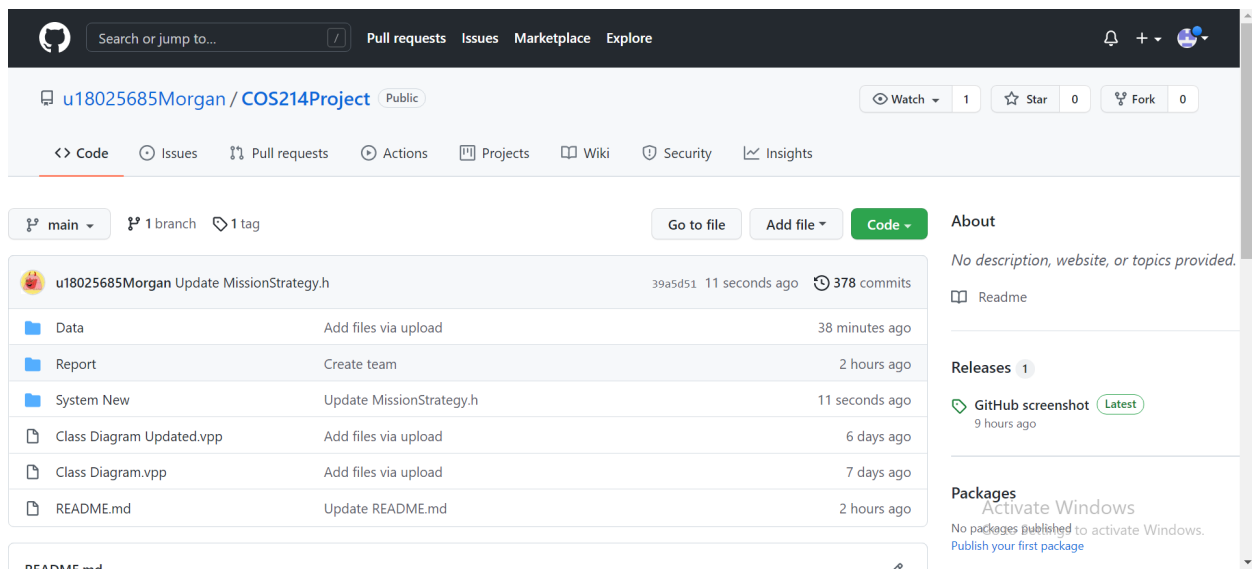 Search or jump to... / Pull requests Issues Marketplace Explore
u18025685Morgan / COS214Project Public Watch 1 Star 0 Fork 0
Code Issues Pull requests Actions Projects Wiki Security Insights
main 1 branch 1 tag Go to file Add file Code
u18025685Morgan Update MissionStrategy.h 39a5d51 11 seconds ago 378 commits
Data Add files via upload 38 minutes ago
Report Create team 2 hours ago
System New Update MissionStrategy.h 11 seconds ago
Class Diagram Updated.vpp Add files via upload 6 days ago
Class Diagram.vpp Add files via upload 7 days ago
README.md Update README.md 2 hours ago
README.md
About
No description, website, or topics provided.
Readme
Releases 1
GitHub screenshot Latest
9 hours ago
Packages
No packages published
Publish your first package
Activate Windows
Go to Settings to activate Windows.